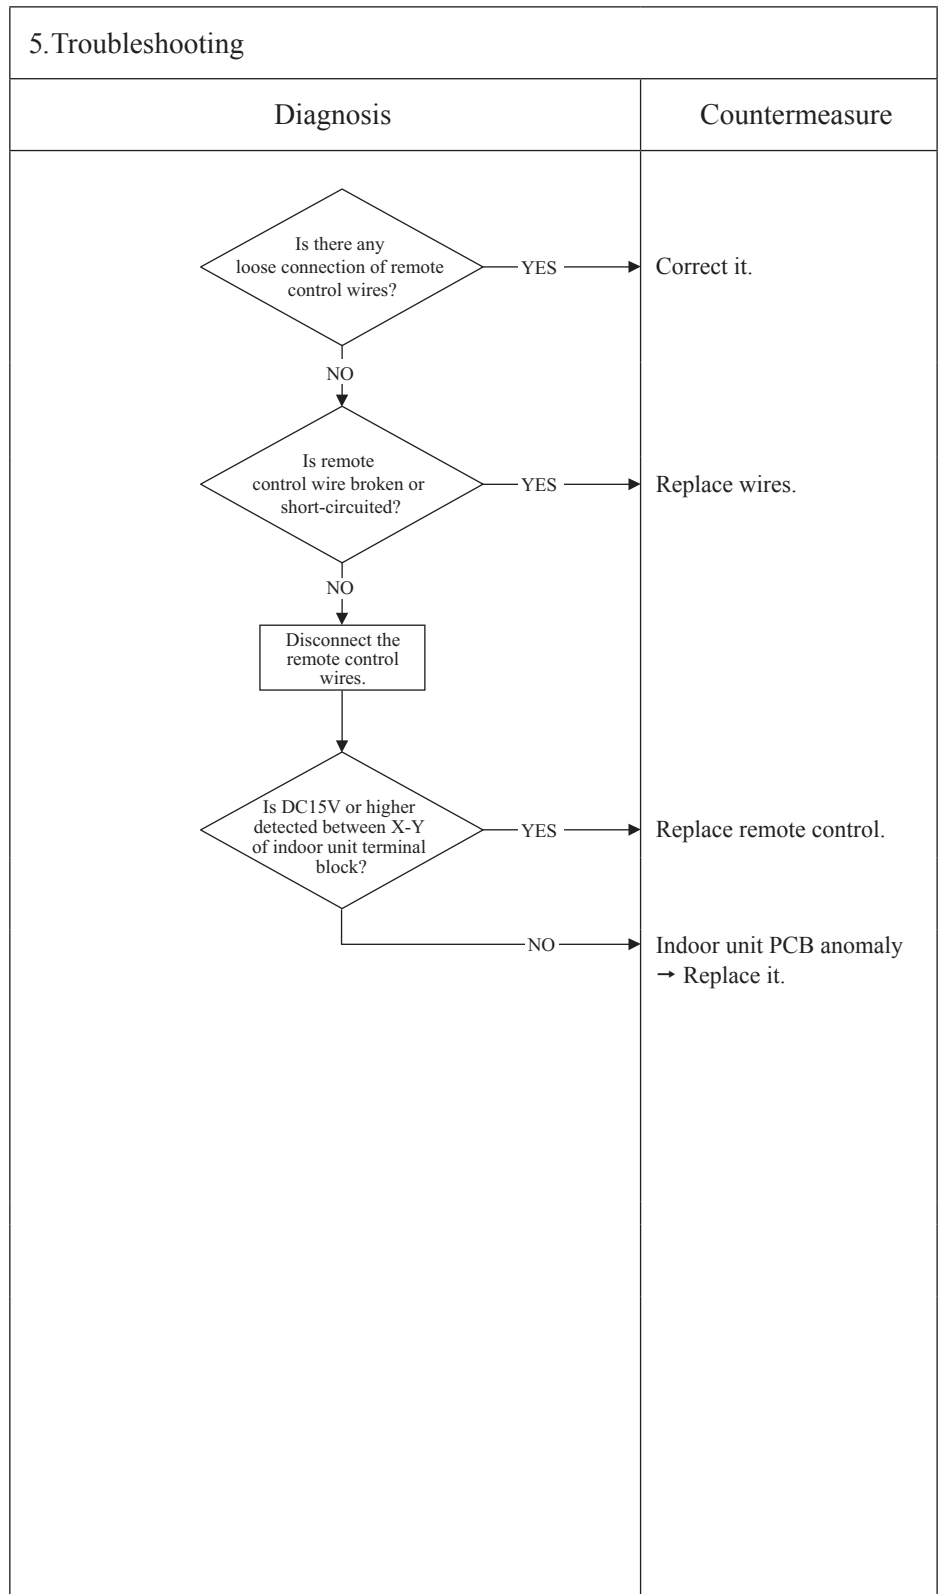 5.Troubleshooting
Diagnosis
Countermeasure
Is there any
loose connection of remote
control wires?
YES
Correct it.
NO
Is remote
control wire broken or
short-circuited?
YES
Replace wires.
NO
Disconnect the
remote control
wires.
Is DC15V or higher
detected between X-Y
of indoor unit terminal
block?
YES
Replace remote control.
NO
Indoor unit PCB anomaly
→ Replace it.